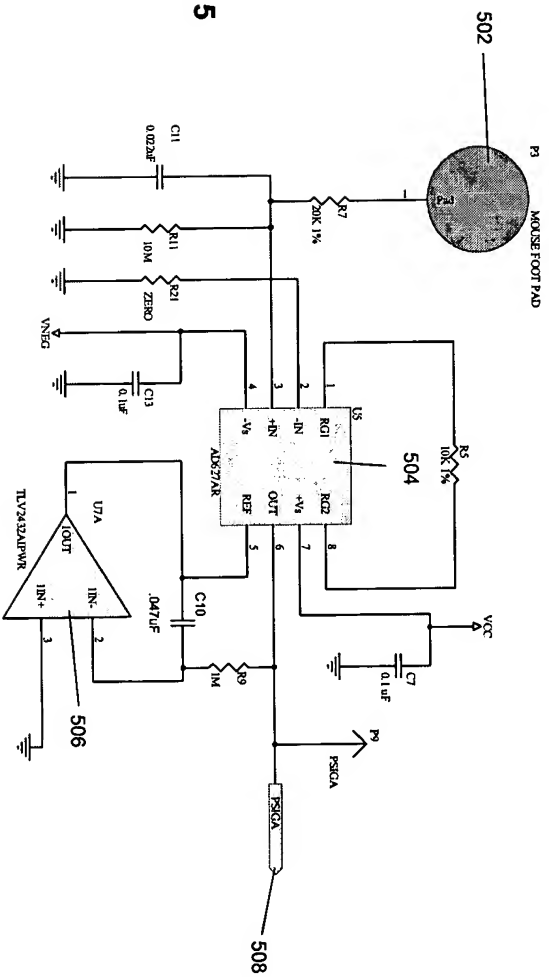 5
502
P3
MOUSE FOOT PAD
Pad
1
R7
20K 1%
C11
0.022uF
R11
10M
R21
ZERO
VNEG
C13
0.1uF
R5
10K 1%
U5
1
RG1
RG2
8
2
-IN
+Vs
7
3
+IN
OUT
6
4
-Vs
REF
5
AD627AR
504
VCC
C7
0.1uF
C10
.047uF
R9
1M
U7A
1
1OUT
1IN-
2
1IN+
3
TLV2432AIPWR
506
P9
PSIGA
PSIGA
508